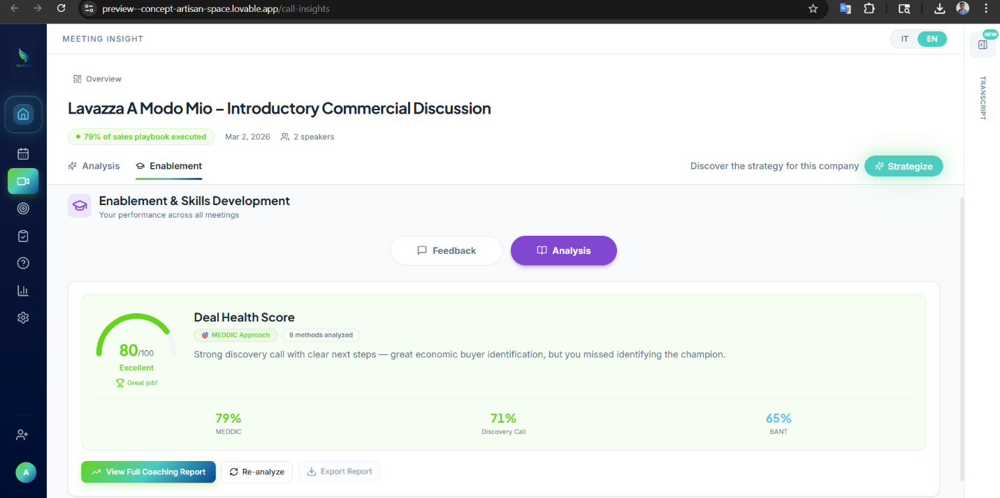 preview--concept-artisan-space.lovable.app/call-insights
MEETING INSIGHT
IT
EN
NEW
TRANSCRIPT
Overview
Lavazza A Modo Mio – Introductory Commercial Discussion
79% of sales playbook executed
Mar 2, 2026
2 speakers
Analysis
Enablement
Discover the strategy for this company
Strategize
Enablement & Skills Development
Your performance across all meetings
Feedback
Analysis
80/100
Excellent
Great job!
Deal Health Score
MEDDIC Approach
8 methods analyzed
Strong discovery call with clear next steps — great economic buyer identification, but you missed identifying the champion.
79%
MEDDIC
71%
Discovery Call
65%
BANT
View Full Coaching Report
Re-analyze
Export Report
A